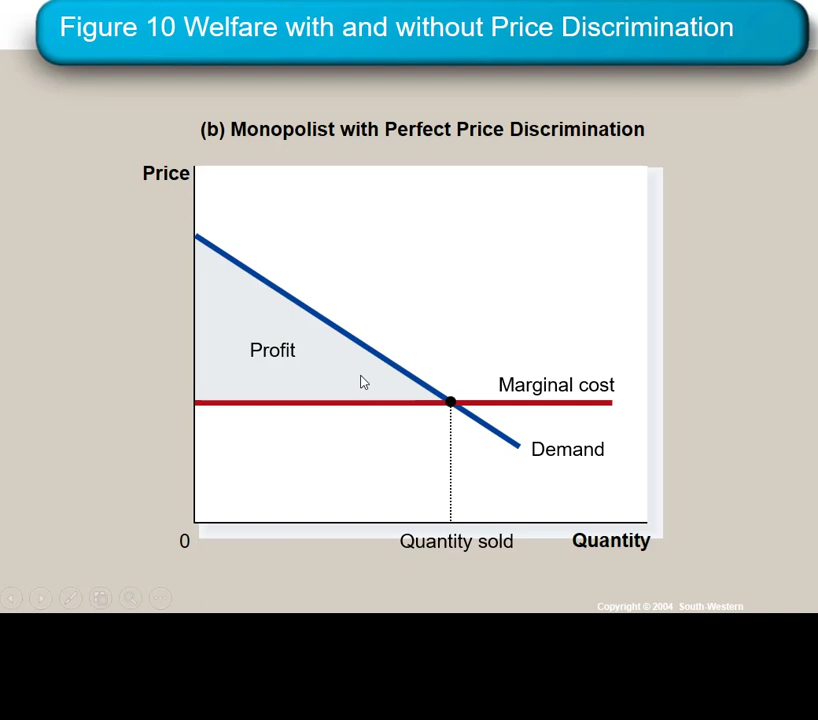 Figure 10 Welfare with and without Price Discrimination
(b) Monopolist with Perfect Price Discrimination
Price
Profit
Marginal cost
Demand
0
Quantity sold
Quantity
Copyright © 2004 South-Western